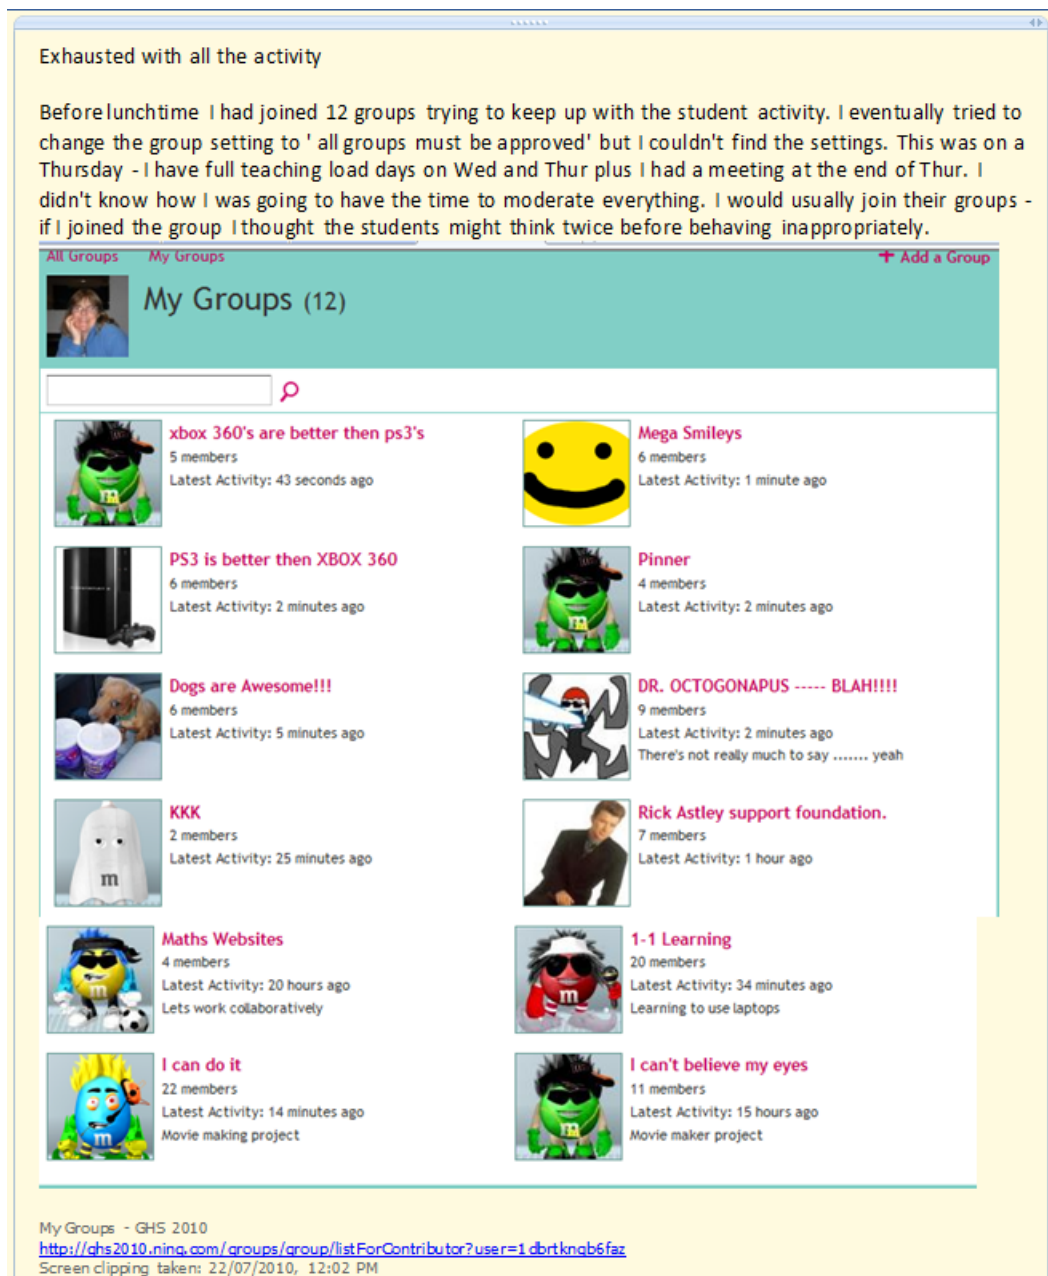 Exhausted with all the activity
Before lunchtime I had joined 12 groups trying to keep up with the student activity. I eventually tried to
change the group setting to ' all groups must be approved' but I couldn't find the settings. This was on a
Thursday - I have full teaching load days on Wed and Thur plus I had a meeting at the end of Thur. I
didn't know how I was going to have the time to moderate everything. I would usually join their groups -
if I joined the group I thought the students might think twice before behaving inappropriately.
All Groups My Groups + Add a Group
My Groups (12)
xbox 360's are better then ps3's
5 members
Latest Activity: 43 seconds ago
Mega Smileys
6 members
Latest Activity: 1 minute ago
PS3 is better then XBOX 360
6 members
Latest Activity: 2 minutes ago
Pinner
4 members
Latest Activity: 2 minutes ago
Dogs are Awesome!!!
6 members
Latest Activity: 5 minutes ago
DR. OCTOGONAPUS ----- BLAH!!!!
9 members
Latest Activity: 2 minutes ago
There's not really much to say ....... yeah
KKK
2 members
Latest Activity: 25 minutes ago
m
Rick Astley support foundation.
7 members
Latest Activity: 1 hour ago
Maths Websites
4 members
Latest Activity: 20 hours ago
Lets work collaboratively
m
1-1 Learning
20 members
Latest Activity: 34 minutes ago
Learning to use laptops
m
I can do it
22 members
Latest Activity: 14 minutes ago
Movie making project
m
I can't believe my eyes
11 members
Latest Activity: 15 hours ago
Movie maker project
My Groups - GHS 2010
http://ghs2010.ning.com/groups/group/listForContributor?user=1dbrtknqb6faz
Screen clipping taken: 22/07/2010, 12:02 PM